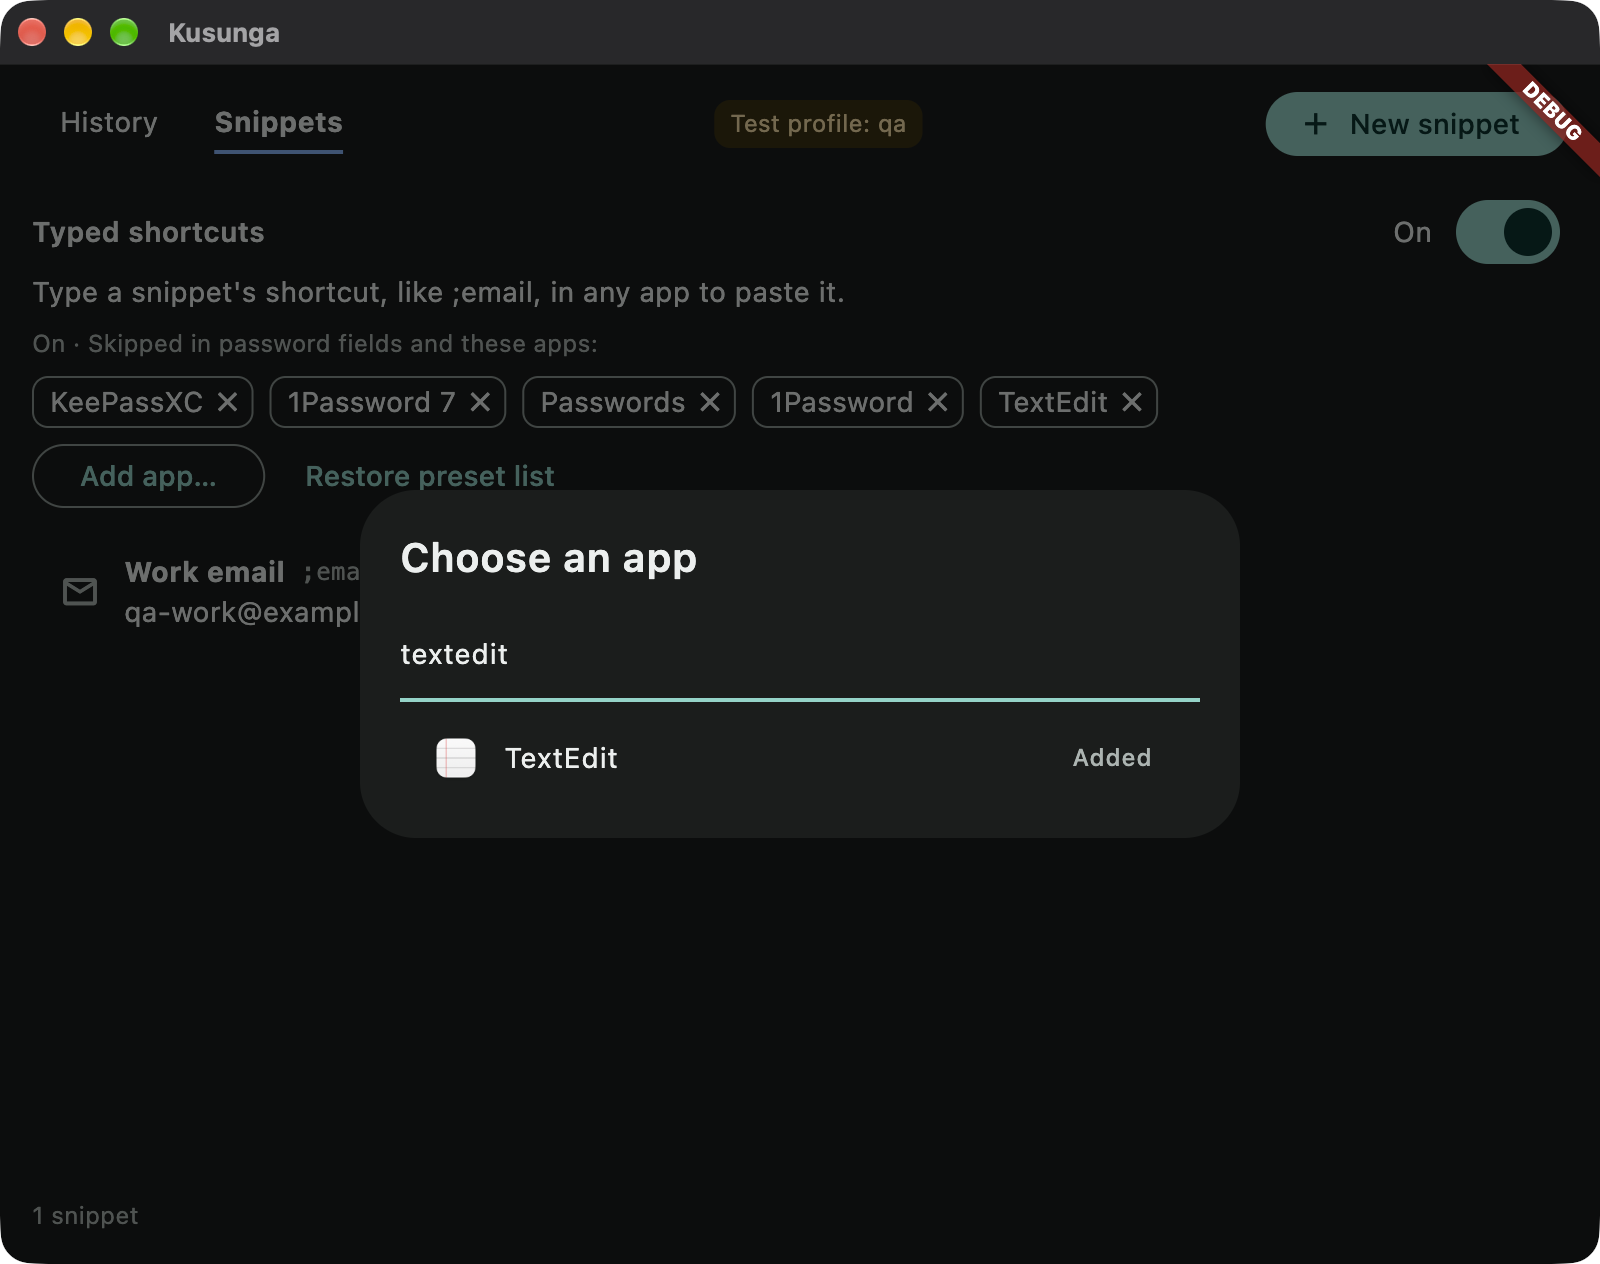 Kusunga
History Snippets Test profile: qa + New snippet
DEBUG
Typed shortcuts On
Type a snippet's shortcut, like ;email, in any app to paste it.
On · Skipped in password fields and these apps:
KeePassXC 1Password 7 Passwords 1Password TextEdit
Add app... Restore preset list
Choose an app
Work email ;ema
qa-work@exampl
textedit
TextEdit Added
1 snippet